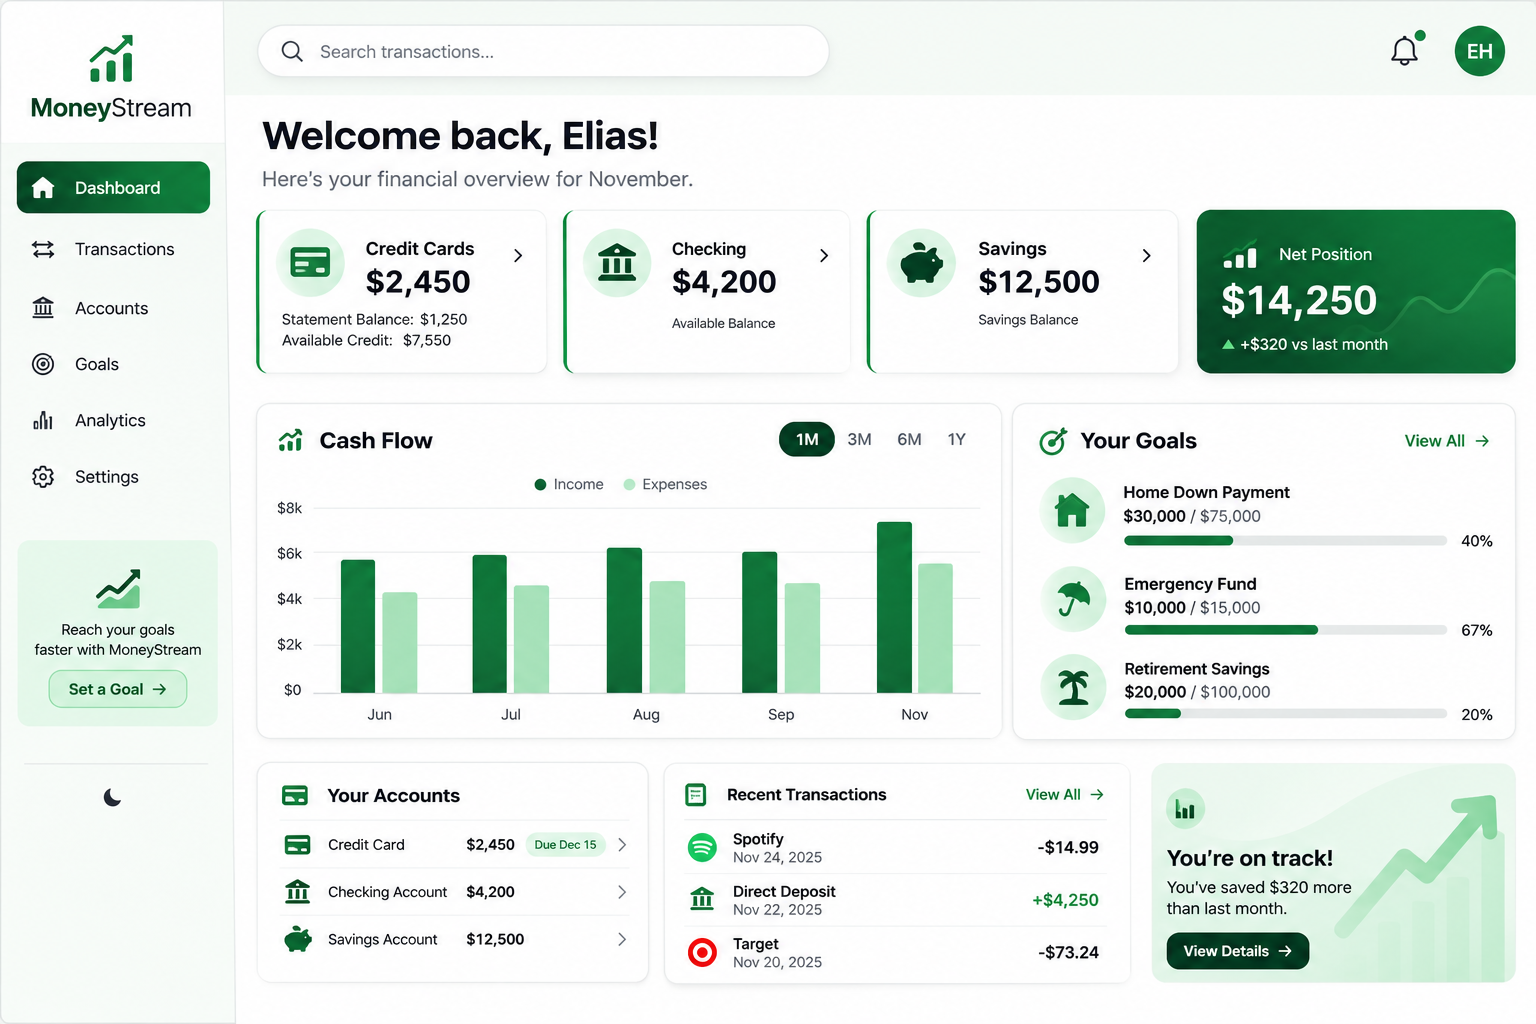 MoneyStream
Dashboard
Transactions
Accounts
Goals
Analytics
Settings
Reach your goals
faster with MoneyStream
Set a Goal →
Search transactions...
EH
Welcome back, Elias!
Here's your financial overview for November.
Credit Cards
$2,450
Statement Balance: $1,250
Available Credit: $7,550
Checking
$4,200
Available Balance
Savings
$12,500
Savings Balance
Net Position
$14,250
▲ +$320 vs last month
Cash Flow
1M 3M 6M 1Y
Income Expenses
$8k
$6k
$4k
$2k
$0
Jun Jul Aug Sep Nov
Your Goals
View All →
Home Down Payment
$30,000 / $75,000
40%
Emergency Fund
$10,000 / $15,000
67%
Retirement Savings
$20,000 / $100,000
20%
Your Accounts
Credit Card $2,450 Due Dec 15
Checking Account $4,200
Savings Account $12,500
Recent Transactions
View All →
Spotify
Nov 24, 2025
-$14.99
Direct Deposit
Nov 22, 2025
+$4,250
Target
Nov 20, 2025
-$73.24
You're on track!
You've saved $320 more
than last month.
View Details →